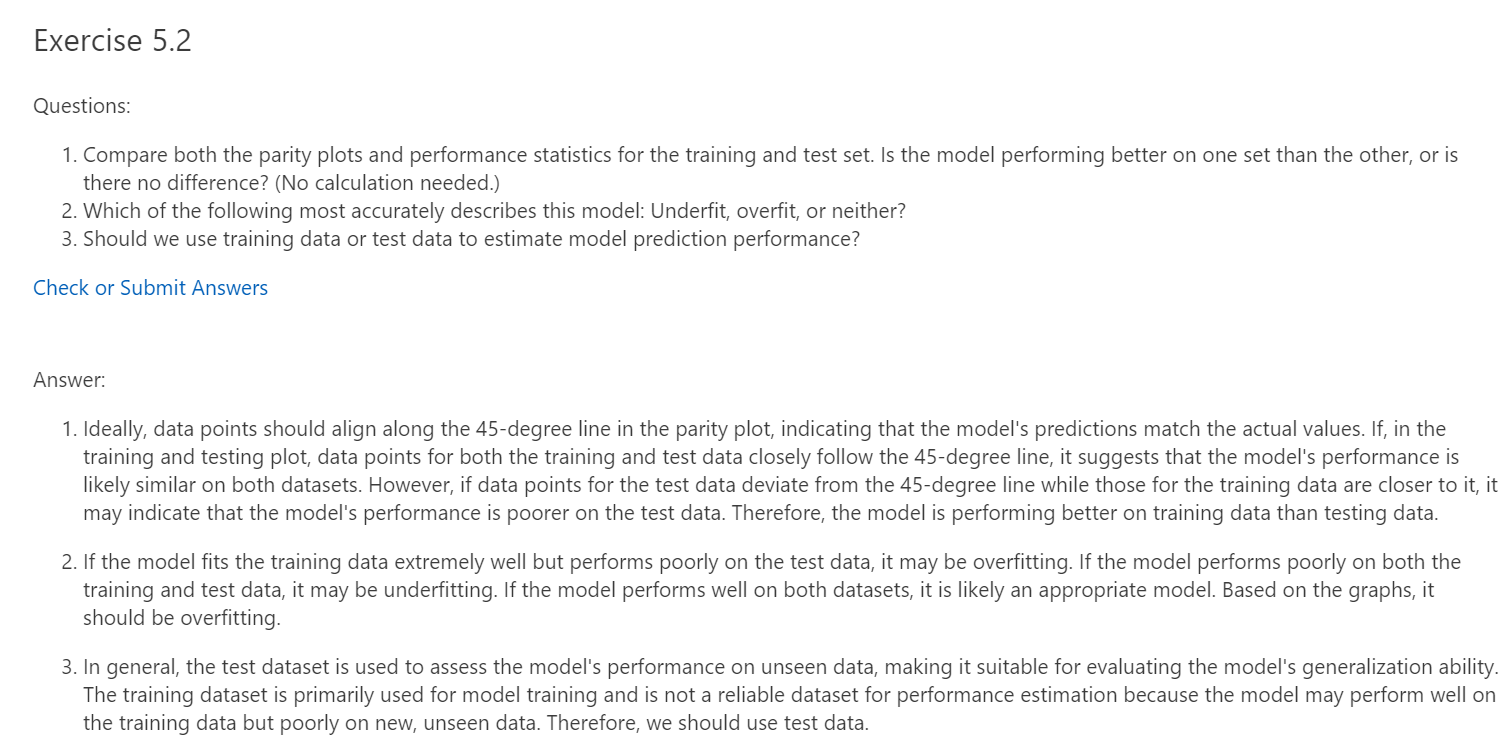 Exercise 5.2
Questions:
1. Compare both the parity plots and performance statistics for the training and test set. Is the model performing better on one set than the other, or is
there no difference? (No calculation needed.)
2. Which of the following most accurately describes this model: Underfit, overfit, or neither?
3. Should we use training data or test data to estimate model prediction performance?
Check or Submit Answers
Answer:
1. Ideally, data points should align along the 45-degree line in the parity plot, indicating that the model's predictions match the actual values. If, in the
training and testing plot, data points for both the training and test data closely follow the 45-degree line, it suggests that the model's performance is
likely similar on both datasets. However, if data points for the test data deviate from the 45-degree line while those for the training data are closer to it, it
may indicate that the model's performance is poorer on the test data. Therefore, the model is performing better on training data than testing data.
2. If the model fits the training data extremely well but performs poorly on the test data, it may be overfitting. If the model performs poorly on both the
training and test data, it may be underfitting. If the model performs well on both datasets, it is likely an appropriate model. Based on the graphs, it
should be overfitting.
3. In general, the test dataset is used to assess the model's performance on unseen data, making it suitable for evaluating the model's generalization ability.
The training dataset is primarily used for model training and is not a reliable dataset for performance estimation because the model may perform well on
the training data but poorly on new, unseen data. Therefore, we should use test data.